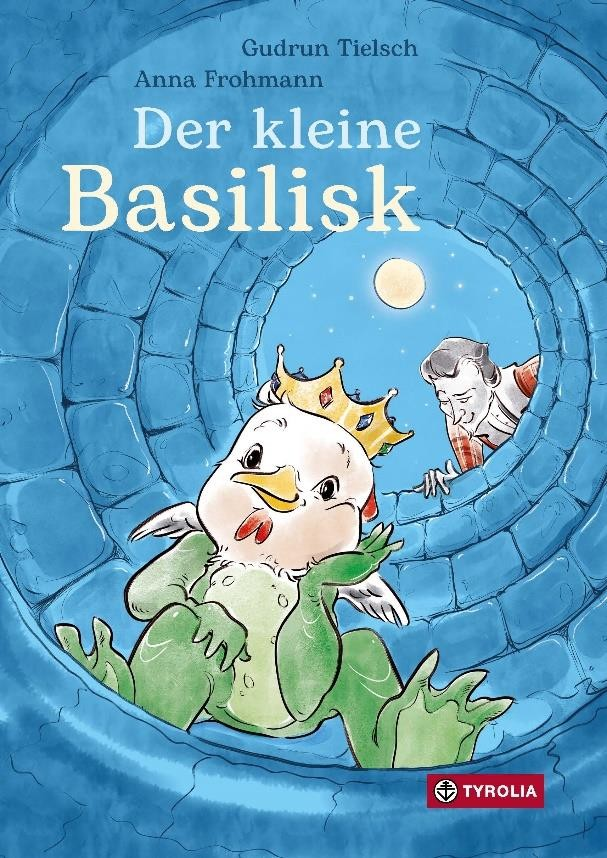 Gudrun Tielsch
Anna Frohmann
Der kleine
Basilisk
TYROLIA